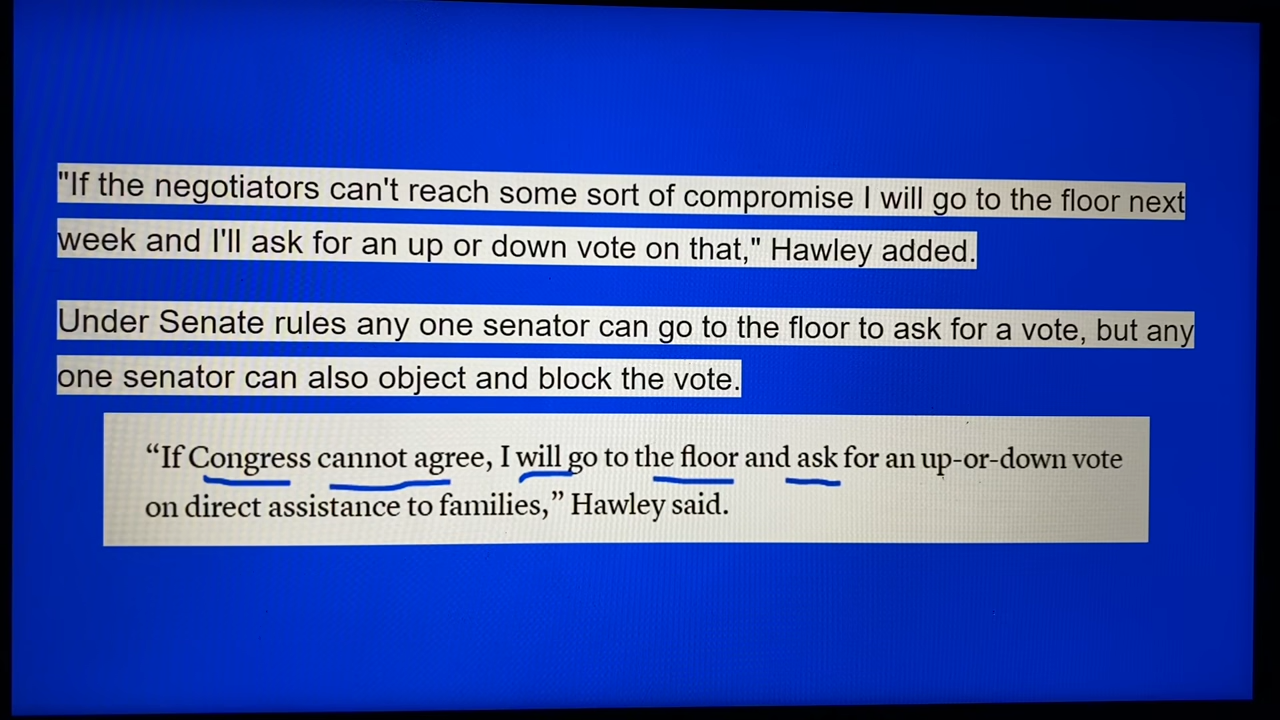 "If the negotiators can't reach some sort of compromise I will go to the floor next
week and I'll ask for an up or down vote on that," Hawley added.
Under Senate rules any one senator can go to the floor to ask for a vote, but any
one senator can also object and block the vote.
“If Congress cannot agree, I will go to the floor and ask for an up-or-down vote
on direct assistance to families,” Hawley said.